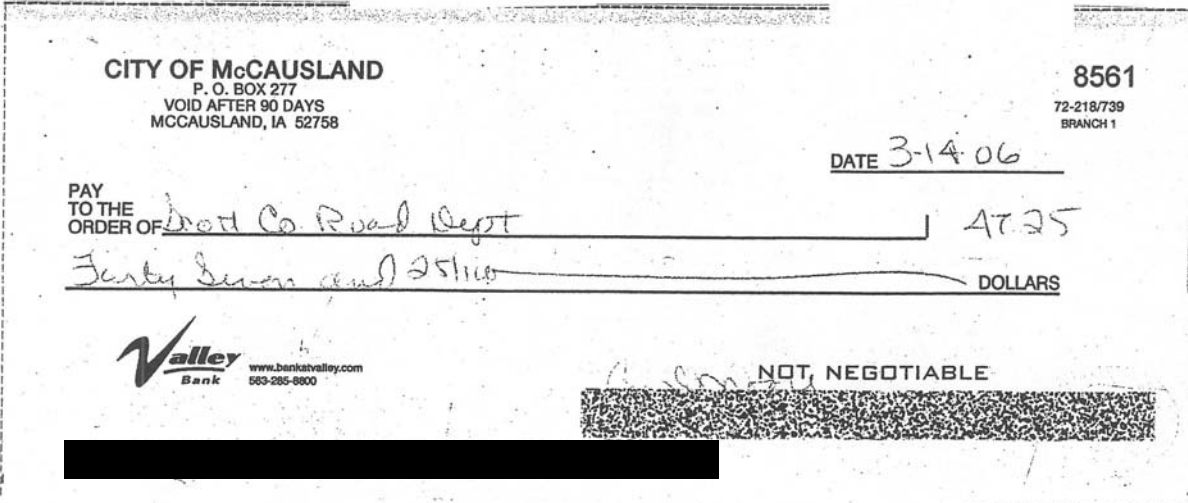 CITY OF McCAUSLAND
P. O. BOX 277
VOID AFTER 90 DAYS
MCCAUSLAND, IA 52758
8561
72-218/739
BRANCH 1
DATE 3-14-06
PAY
TO THE
ORDER OF Scott Co. Road Dept 47.25
Forty Seven and 25/100 DOLLARS
Valley
Bank
www.bankatvalley.com
563-285-8800
NOT NEGOTIABLE